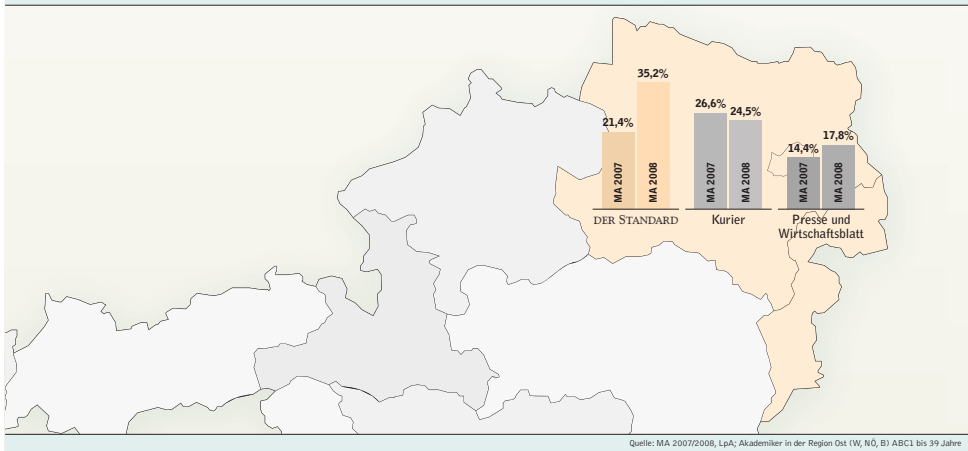 35,2%
21,4%
26,6%
24,5%
14,4%
17,8%
MA 2007
MA 2008
MA 2007
MA 2008
MA 2007
MA 2008
DER STANDARD
Kurier
Presse und
Wirtschaftsblatt
Quelle: MA 2007/2008, LpA; Akademiker in der Region Ost (W, NÖ, B) ABC1 bis 39 Jahre